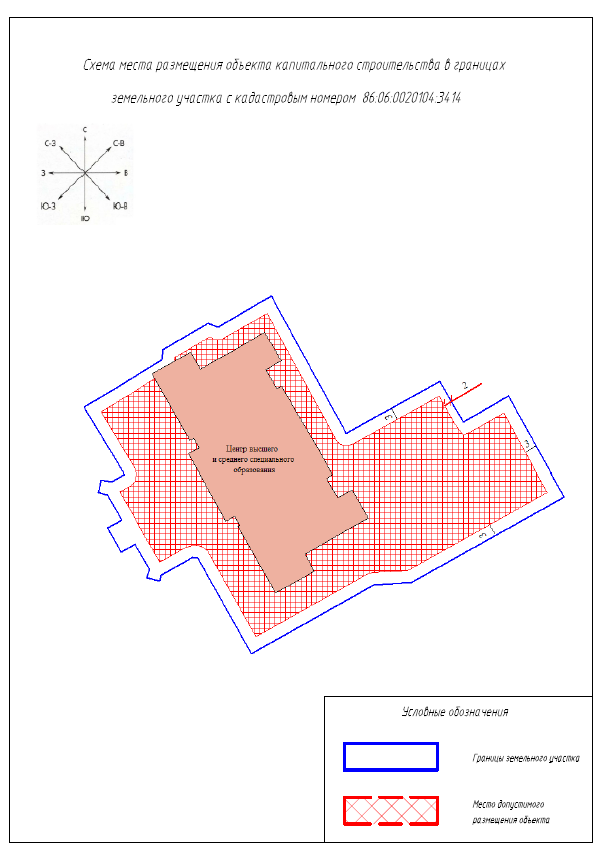 Схема места размещения объекта капитального строительства в границах
земельного участка с кадастровым номером 86:06:0020104:3414
С
С-З
С-В
З
В
Ю-З
Ю-В
Ю
2
3
3
Центр высшего
и среднего специального
образования
3
Условные обозначения
Границы земельного участка
Место допустимого
размещения объекта